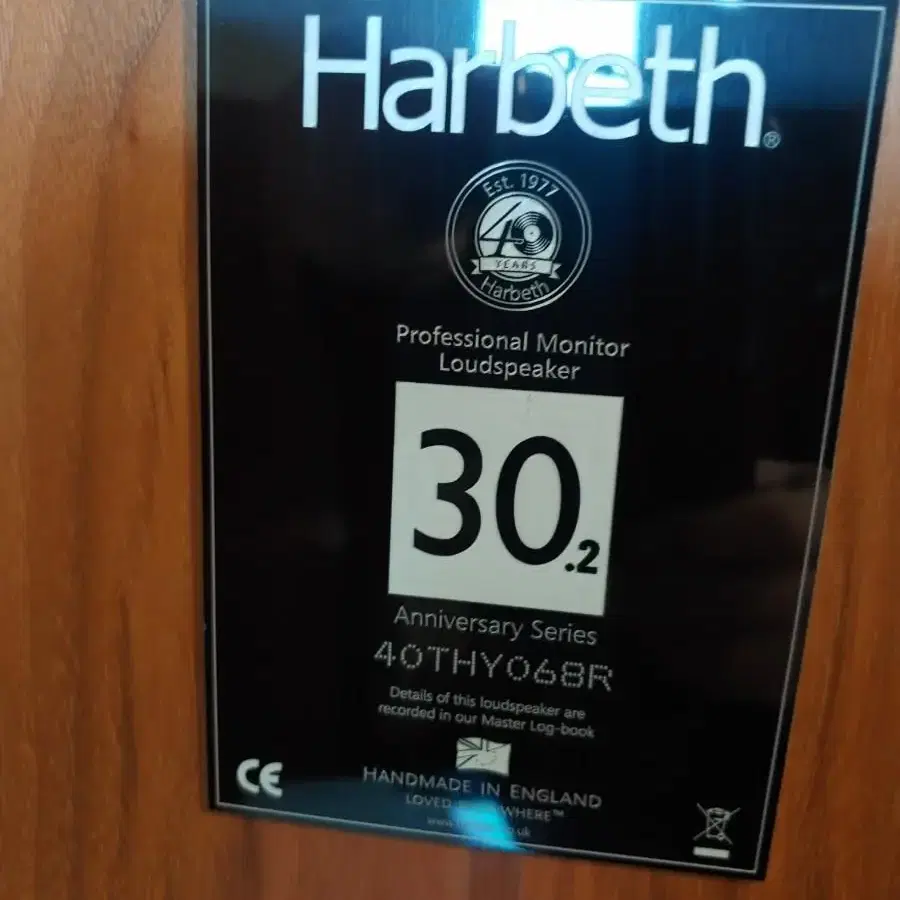 Harbeth®
Est. 1977
40
YEARS
Harbeth
Professional Monitor
Loudspeaker
30.2
Anniversary Series
40THY068R
Details of this loudspeaker are
recorded in our Master Log-book
CE
HANDMADE IN ENGLAND
LOVED